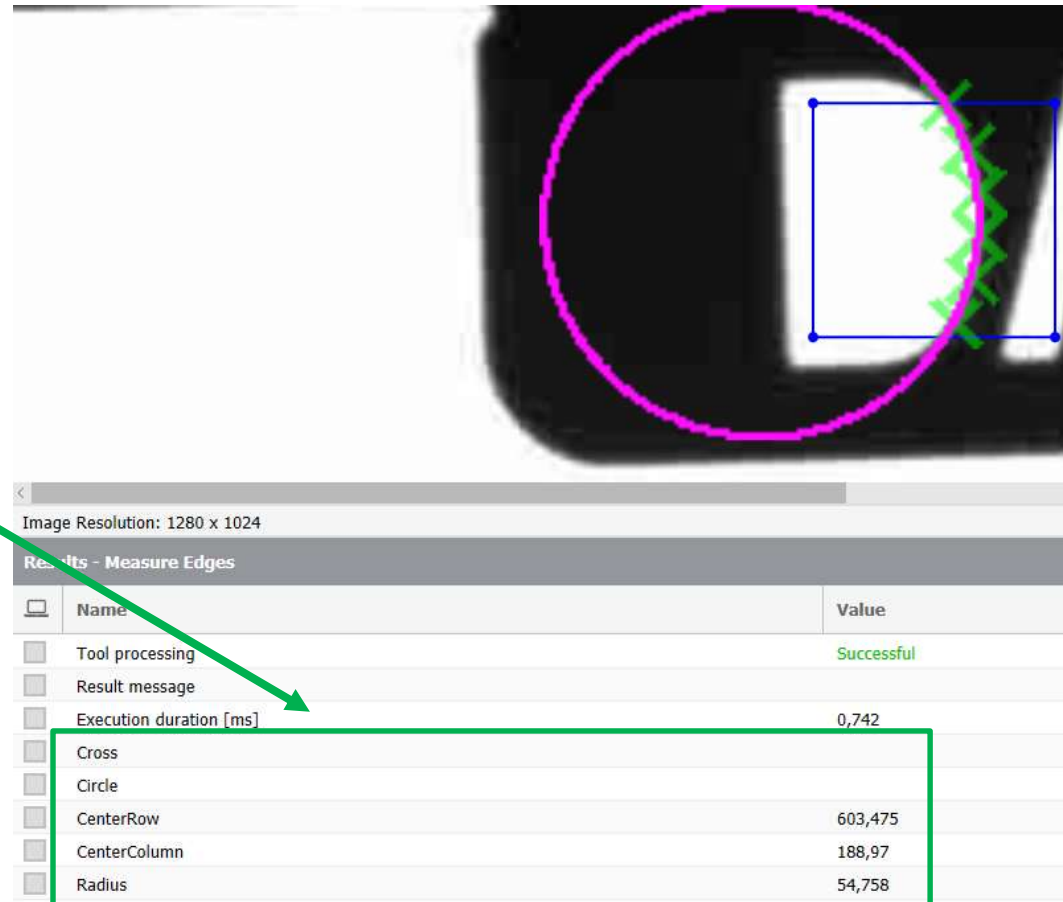 Image Resolution: 1280 x 1024
Results - Measure Edges
Name Value
Tool processing Successful
Result message
Execution duration [ms] 0,742
Cross
Circle
CenterRow 603,475
CenterColumn 188,97
Radius 54,758